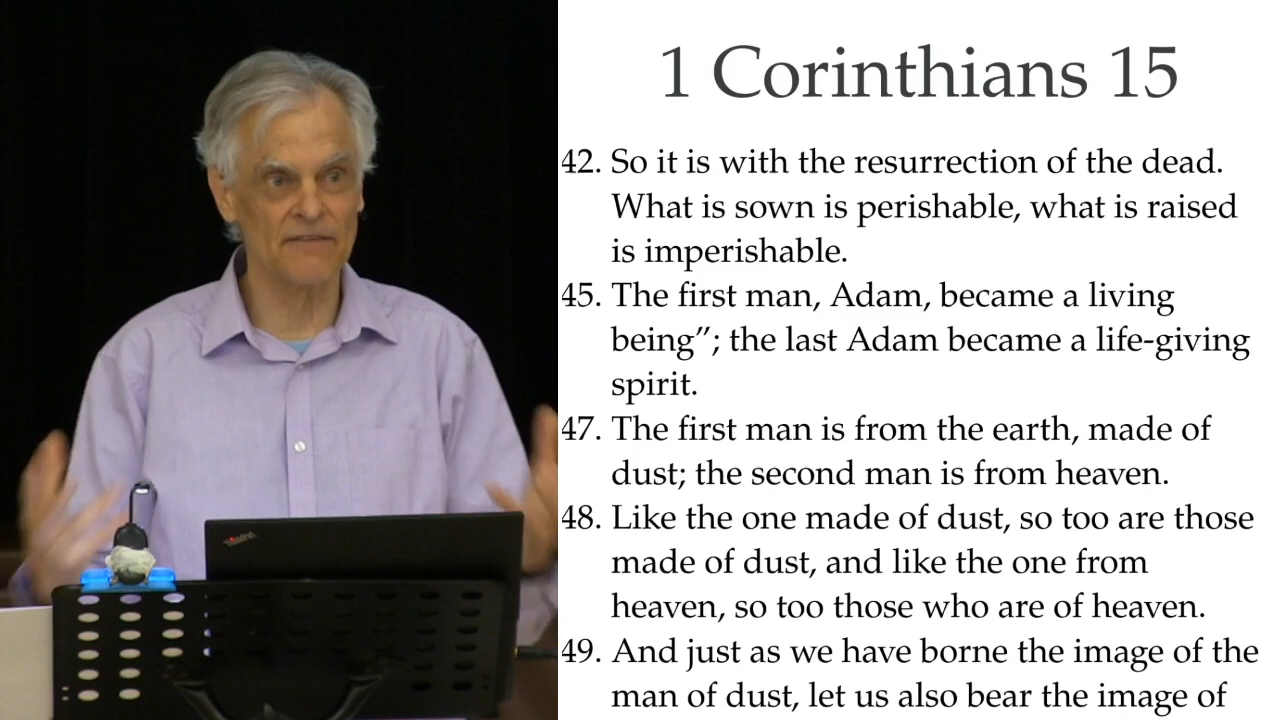 1 Corinthians 15
42. So it is with the resurrection of the dead.
What is sown is perishable, what is raised
is imperishable.
45. The first man, Adam, became a living
being”; the last Adam became a life-giving
spirit.
47. The first man is from the earth, made of
dust; the second man is from heaven.
48. Like the one made of dust, so too are those
made of dust, and like the one from
heaven, so too those who are of heaven.
49. And just as we have borne the image of the
man of dust, let us also bear the image of
ThinkPad